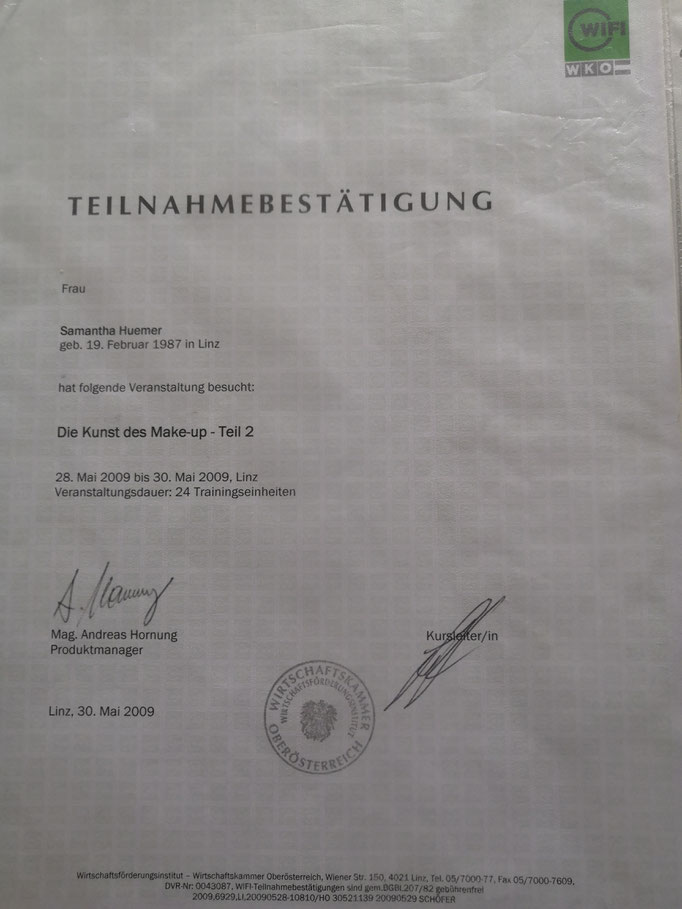 WIFI
WKO
TEILNAHMEBESTÄTIGUNG
Frau
Samantha Huemer
geb. 19. Februar 1987 in Linz
hat folgende Veranstaltung besucht:
Die Kunst des Make-up - Teil 2
28. Mai 2009 bis 30. Mai 2009, Linz
Veranstaltungsdauer: 24 Trainingseinheiten
Mag. Andreas Hornung
Produktmanager
Kursleiter/in
WIRTSCHAFTSKAMMER
WIRTSCHAFTSFÖRDERUNGSINSTITUT
OBERÖSTERREICH
Linz, 30. Mai 2009
Wirtschaftsförderungsinstitut - Wirtschaftskammer Oberösterreich, Wiener Str. 150, 4021 Linz, Tel. 05/7000-77, Fax 05/7000-7609,
DVR-Nr: 0043087, WIFI-Teilnahmebestätigungen sind gem.BGBl.207/82 gebührenfrei
2009,6929,LI,20090528-10810/H0 30521139 20090529 SCHÖFER